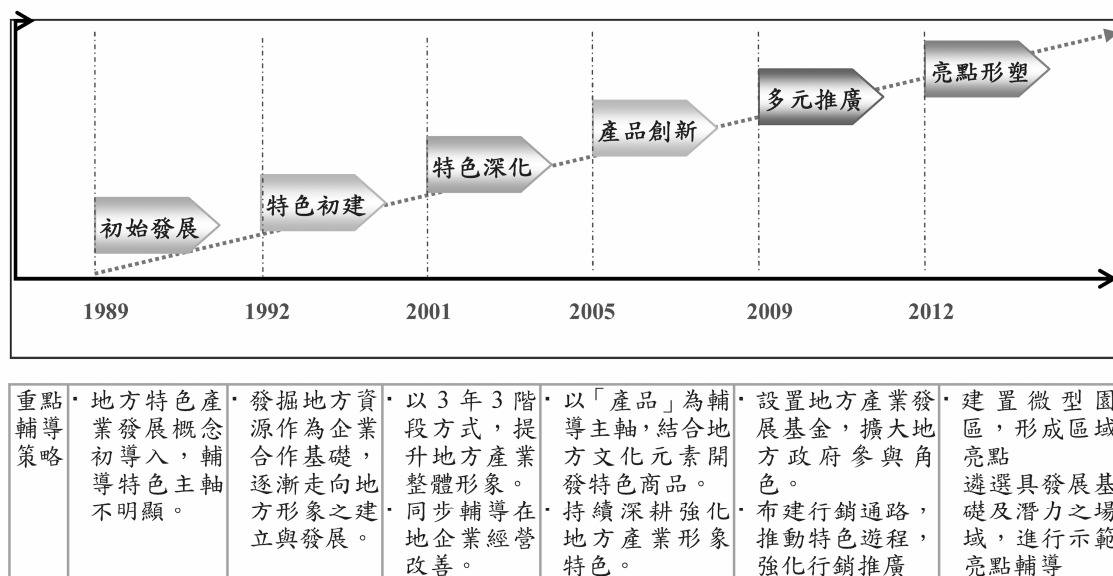 初始發展
特色初建
特色深化
產品創新
多元推廣
亮點形塑
1989
1992
2001
2005
2009
2012
重點
輔導
策略
· 地方特色產
業發展概念
初導入，輔
導特色主軸
不明顯。
· 發掘地方資
源作為企業
合作基礎，
逐漸走向地
方形象之建
立與發展。
· 以3年3階
段方式，提
升地方產業
整體形象。
· 同步輔導在
地企業經營
改善。
· 以「產品」為輔
導主軸，結合地
方文化元素開
發特色商品。
· 持續深耕強化
地方產業形象
特色。
· 設置地方產業發
展基金，擴大地
方政府參與角
色。
· 布建行銷通路，
推動特色遊程，
強化行銷推廣
· 建置微型園
區，形成區域
亮點
遴選具發展基
礎及潛力之場
域，進行示範
亮點輔導